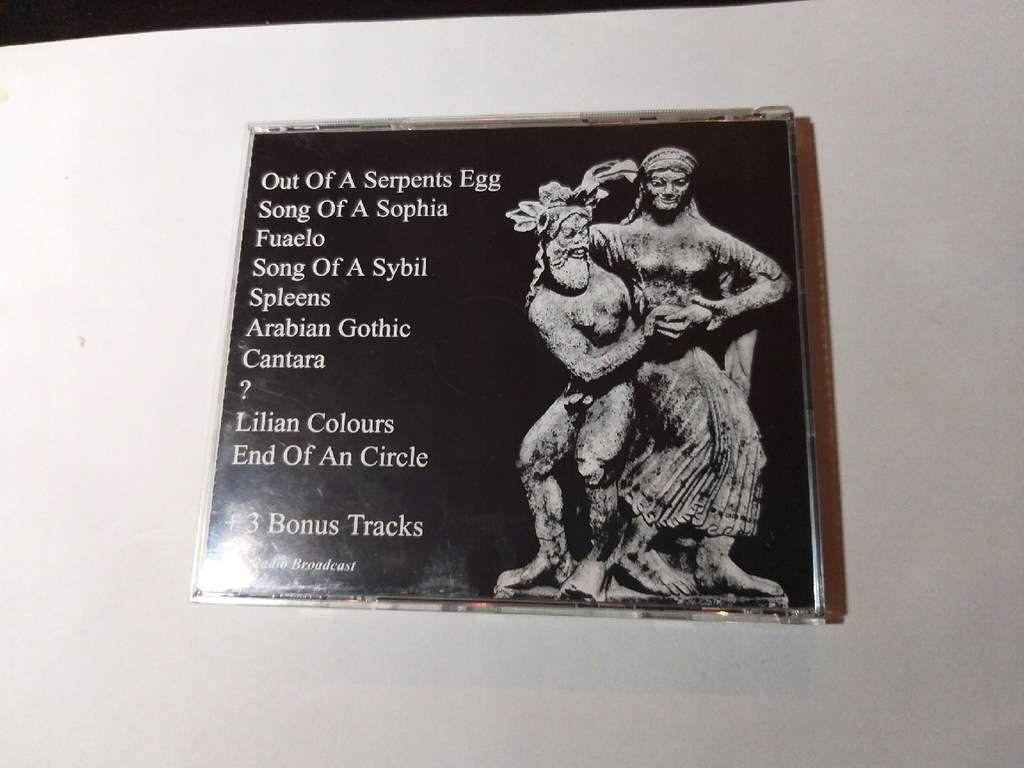 Out Of A Serpents Egg
Song Of A Sophia
Fuaelo
Song Of A Sybil
Spleens
Arabian Gothic
Cantara
?
Lilian Colours
End Of An Circle
+ 3 Bonus Tracks
Radio Broadcast